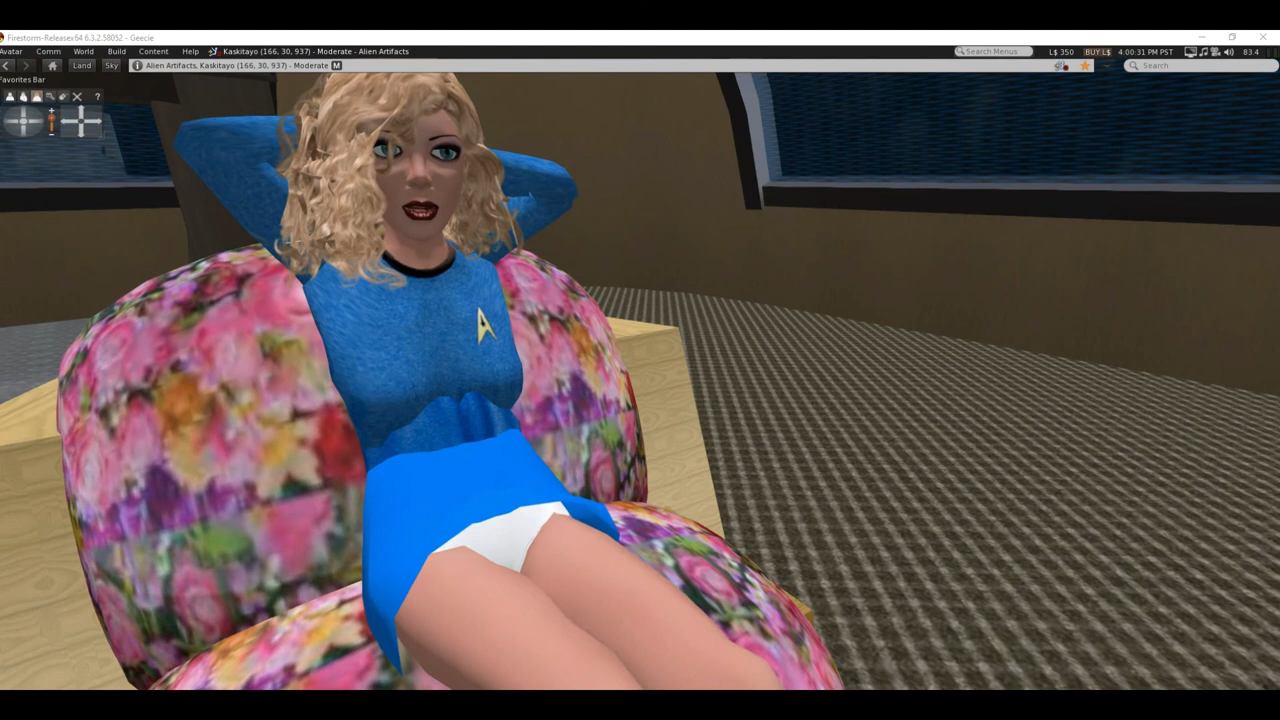 Firestorm-Releasex64 6.3.2.58052 - Geecie
Avatar Comm World Build Content Help Kaskitayo (166, 30, 937) - Moderate - Alien Artifacts Search Menus L$ 350 BUY L$ 4:00:31 PM PST 83.4
Land Sky Alien Artifacts, Kaskitayo (166, 30, 937) - Moderate M Search
Favorites Bar
?